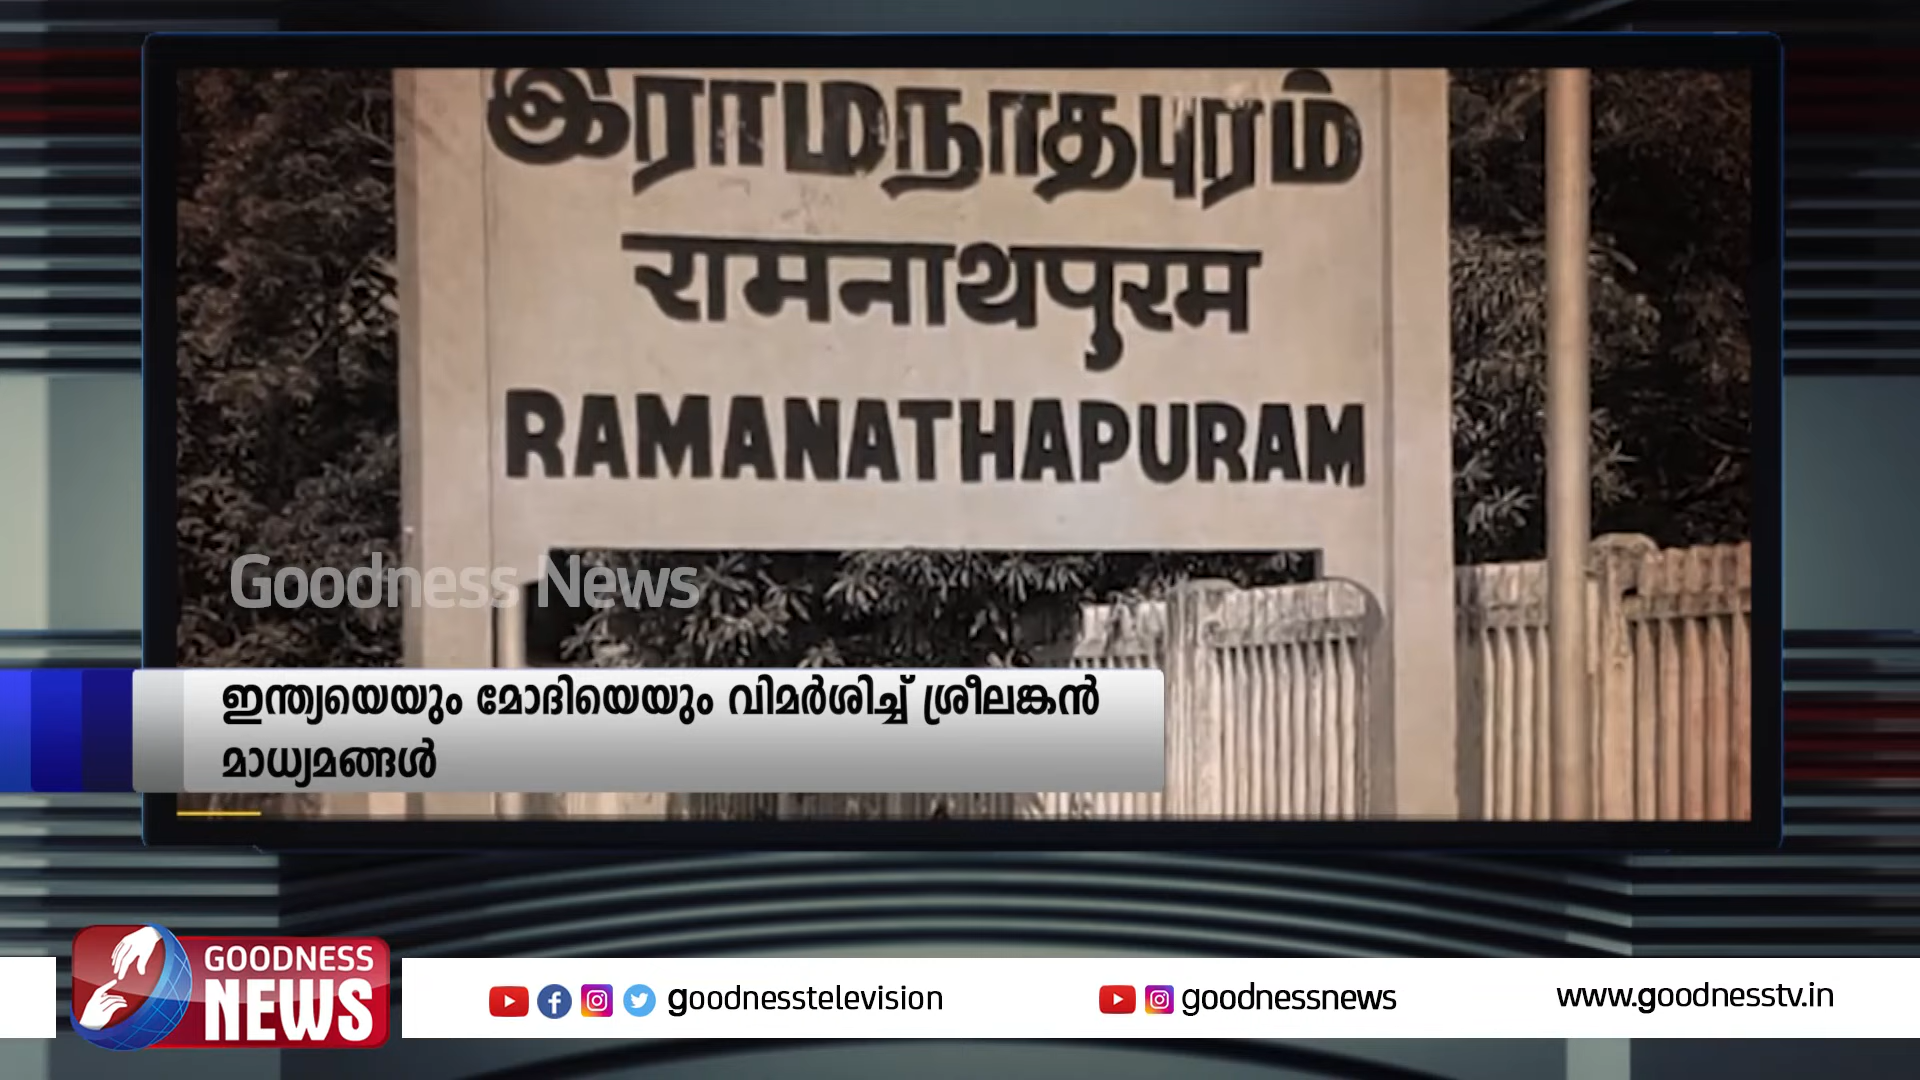 இராமநாதபுரம்
रामनाथपुरम
RAMANATHAPURAM
Goodness News
ഇന്ത്യയെയും മോദിയെയും വിമർശിച്ച് ശ്രീലങ്കൻ
മാധ്യമങ്ങൾ
GOODNESS
NEWS
goodnesstelevision
goodnessnews
www.goodnesstv.in